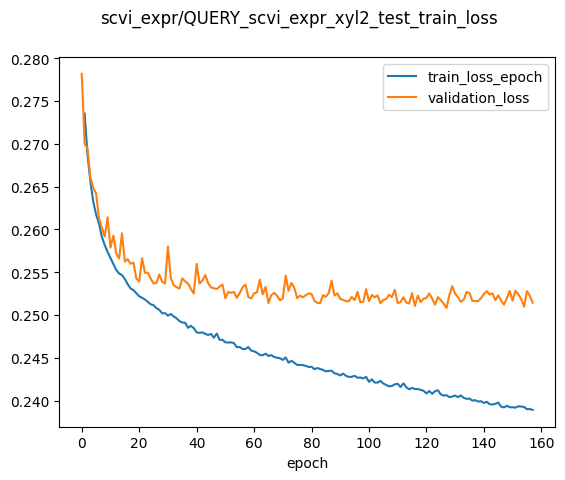 scvi_expr/QUERY_scvi_expr_xyl2_test_train_loss
train_loss_epoch
validation_loss
0.280
0.275
0.270
0.265
0.260
0.255
0.250
0.245
0.240
0 20 40 60 80 100 120 140 160
epoch